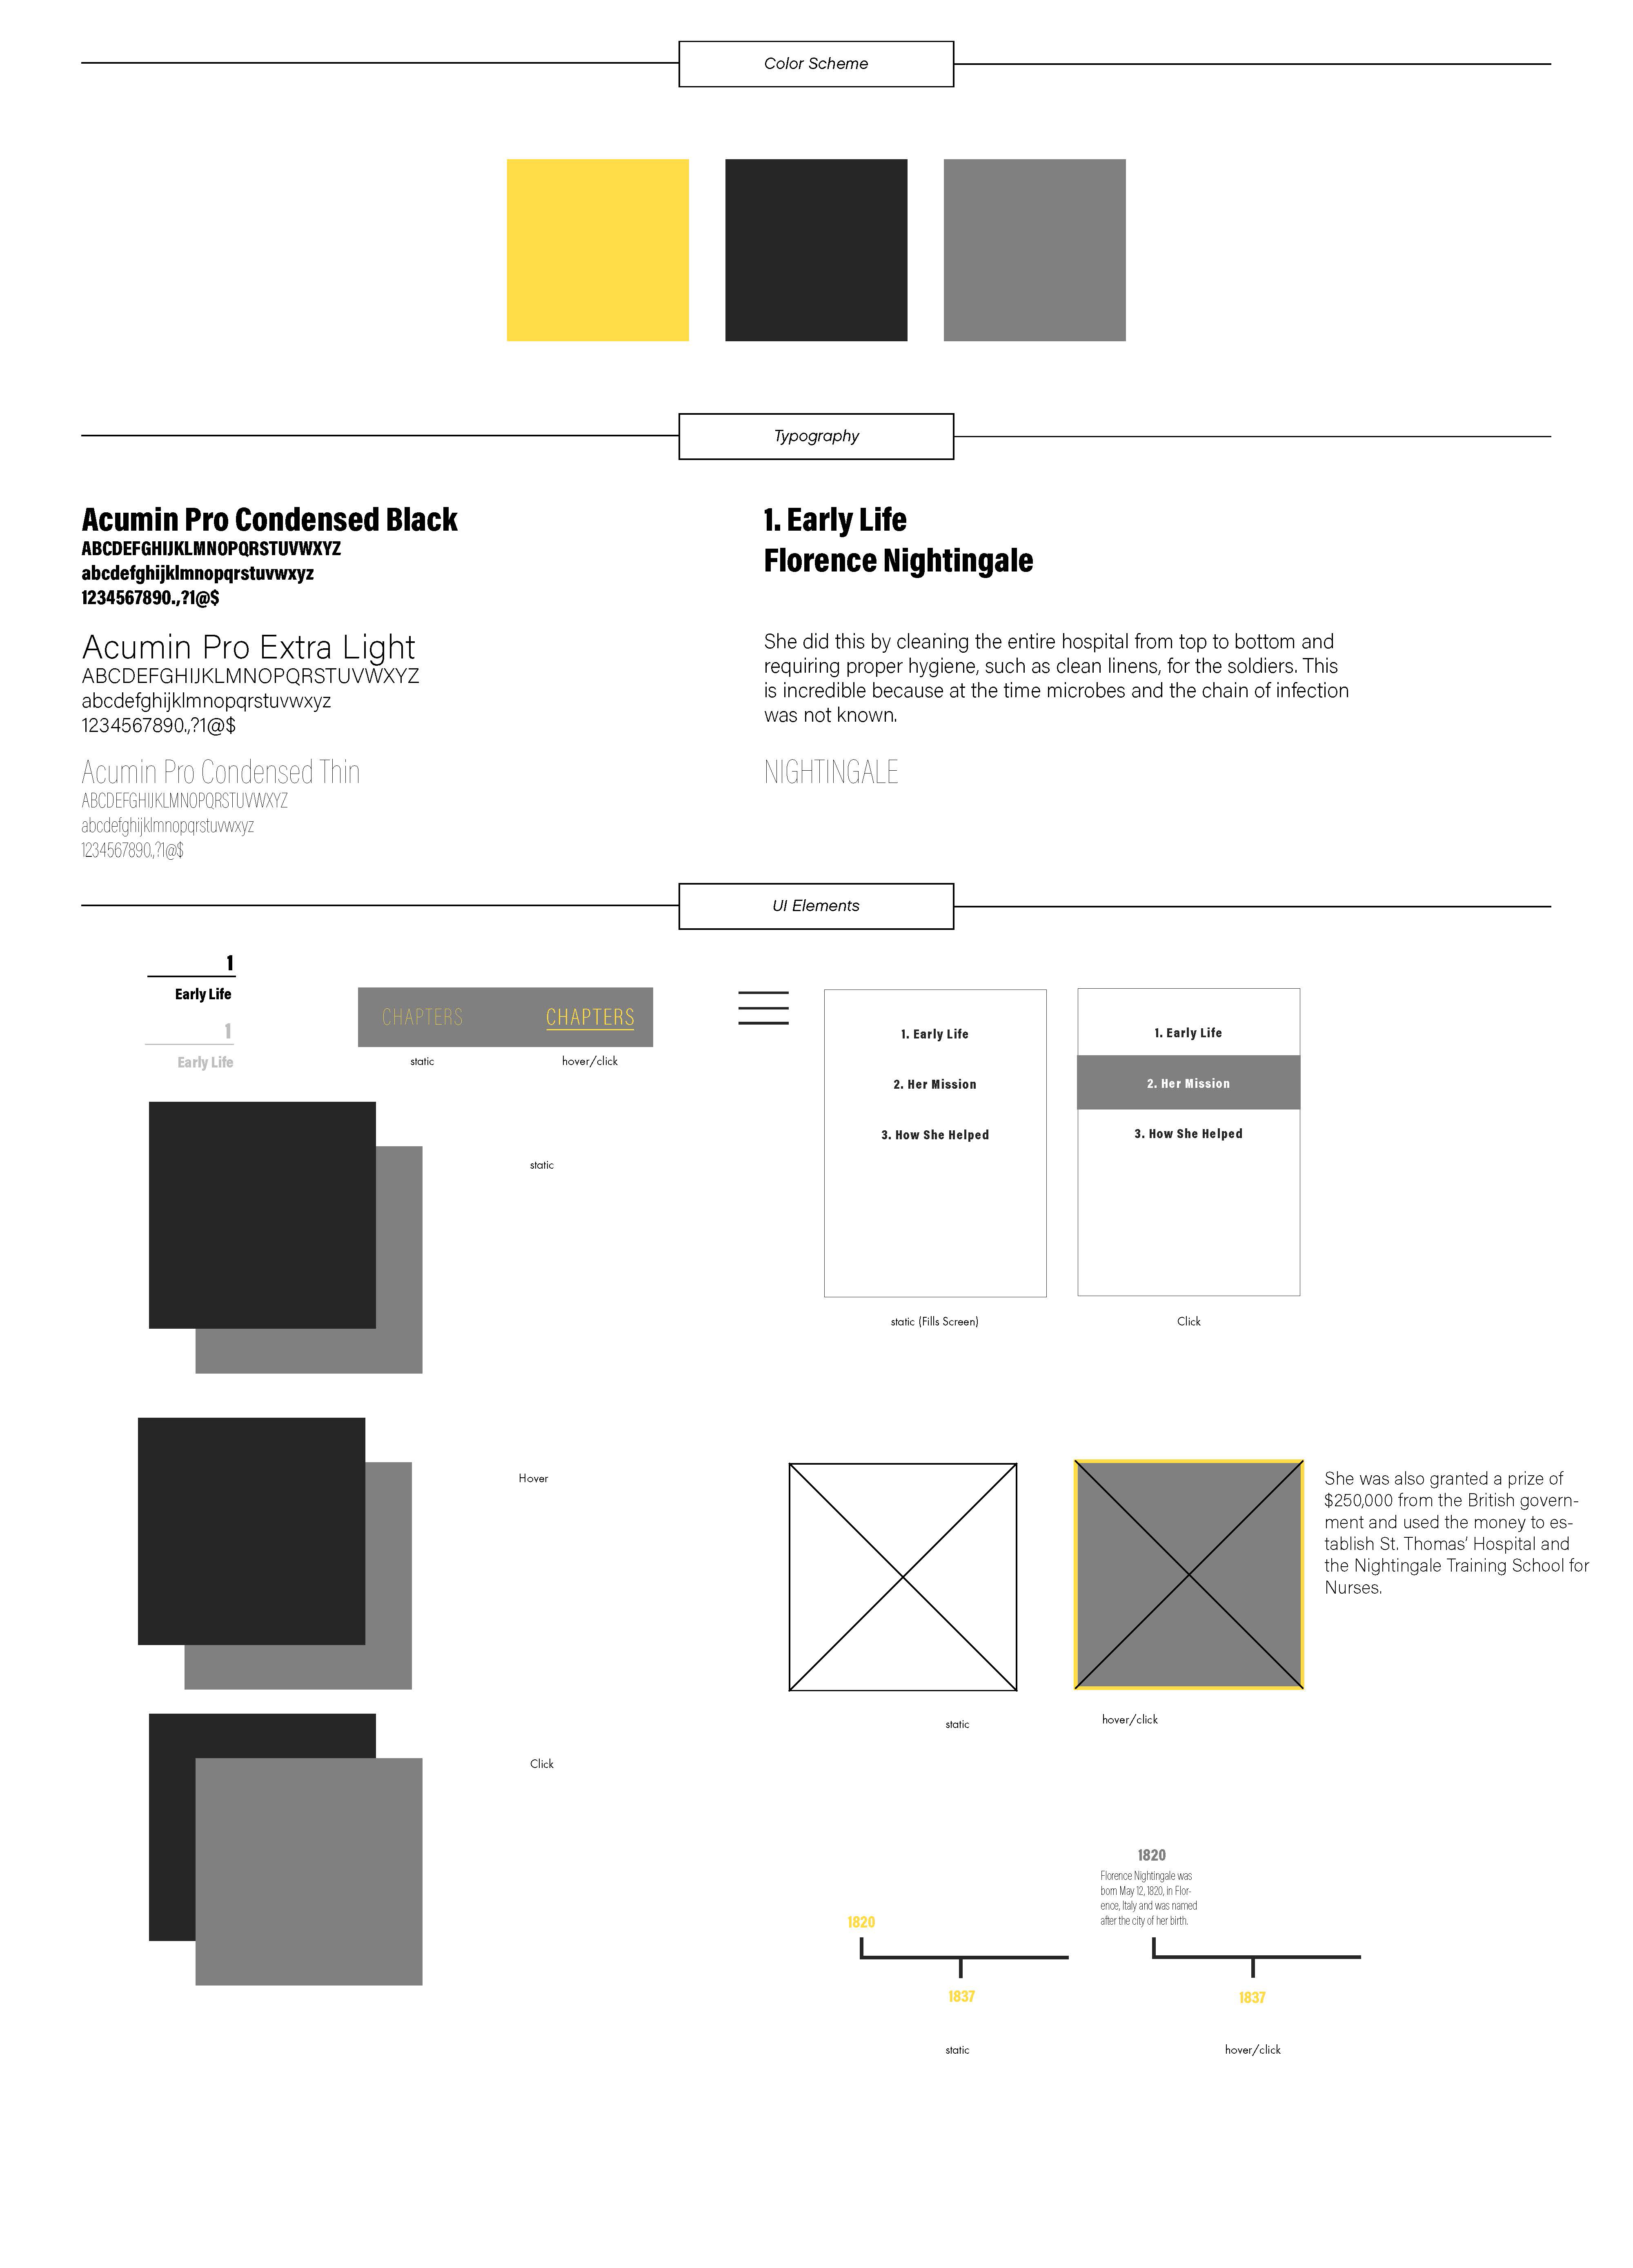 Color Scheme
Typography
Acumin Pro Condensed Black
ABCDEFGHIJKLMNOPQRSTUVWXYZ
abcdefghijklmnopqrstuvwxyz
1234567890.,?1@$
Acumin Pro Extra Light
ABCDEFGHIJKLMNOPQRSTUVWXYZ
abcdefghijklmnopqrstuvwxyz
1234567890.,?1@$
Acumin Pro Condensed Thin
ABCDEFGHIJKLMNOPQRSTUVWXYZ
abcdefghijklmnopqrstuvwxyz
1234567890.,?1@$
1. Early Life
Florence Nightingale
She did this by cleaning the entire hospital from top to bottom and
requiring proper hygiene, such as clean linens, for the soldiers. This
is incredible because at the time microbes and the chain of infection
was not known.
NIGHTINGALE
UI Elements
1
Early Life
1
Early Life
CHAPTERS
CHAPTERS
static
hover/click
static
Hover
Click
1. Early Life
2. Her Mission
3. How She Helped
static (Fills Screen)
1. Early Life
2. Her Mission
3. How She Helped
Click
static
hover/click
She was also granted a prize of
$250,000 from the British govern-
ment and used the money to es-
tablish St. Thomas’ Hospital and
the Nightingale Training School for
Nurses.
1820
1837
static
1820
Florence Nightingale was
born May 12, 1820, in Flor-
ence, Italy and was named
after the city of her birth.
1837
hover/click